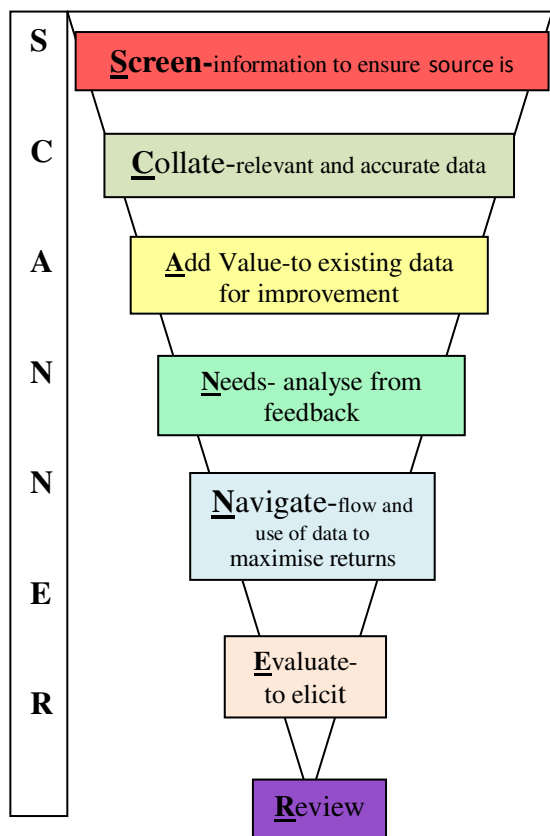 S
Screen-information to ensure source is
C
Collate-relevant and accurate data
A
Add Value-to existing data
for improvement
N
Needs- analyse from
feedback
N
Navigate-flow and
use of data to
maximise returns
E
Evaluate-
to elicit
R
Review